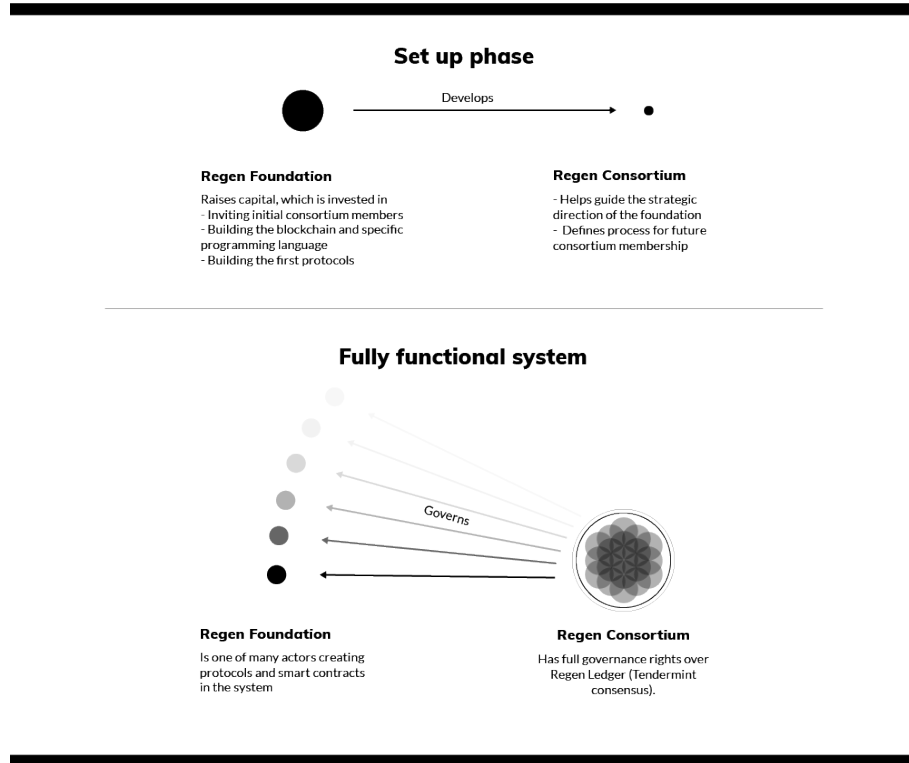 Set up phase
Develops
Regen Foundation
Raises capital, which is invested in
- Inviting initial consortium members
- Building the blockchain and specific
programming language
- Building the first protocols
Regen Consortium
- Helps guide the strategic
direction of the foundation
- Defines process for future
consortium membership
Fully functional system
Governs
Regen Foundation
Is one of many actors creating
protocols and smart contracts
in the system
Regen Consortium
Has full governance rights over
Regen Ledger (Tendermint
consensus).